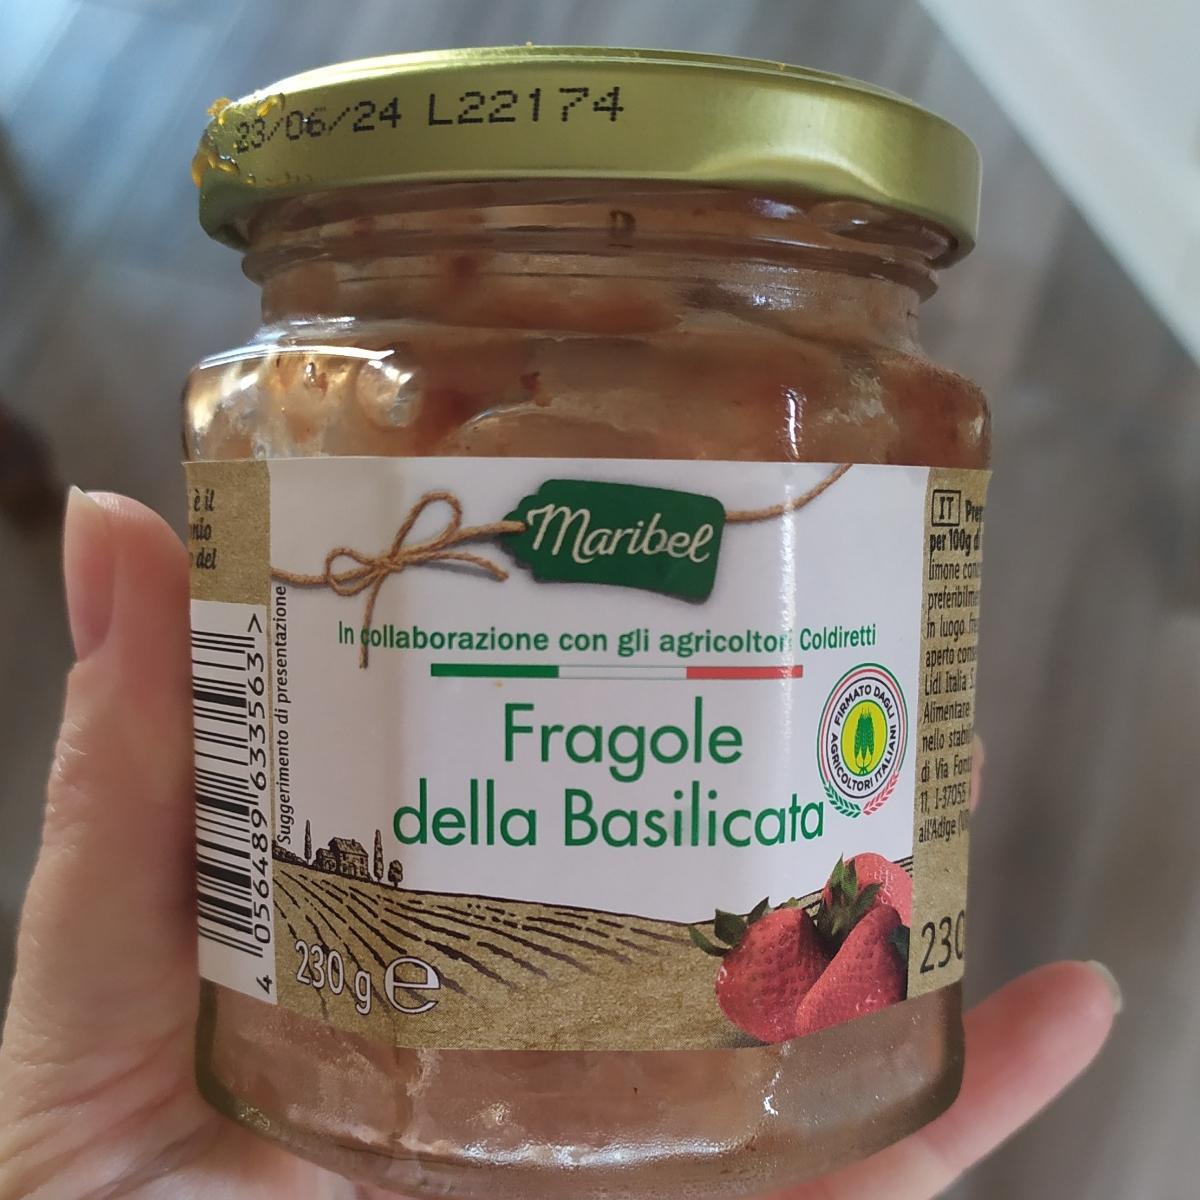 23/06/24 L22174
Maribel
In collaborazione con gli agricoltori Coldiretti
Fragole
della Basilicata
FIRMATO DAGLI
AGRICOLTORI ITALIANI
230 g e
Suggerimento di presentazione
4 056489 633563 >
è il
del
IT
per 100g
limone
in luogo
aperto
Lidl Italia
Alimentare
nello
di Via
11, I-37055
all'Adige
230